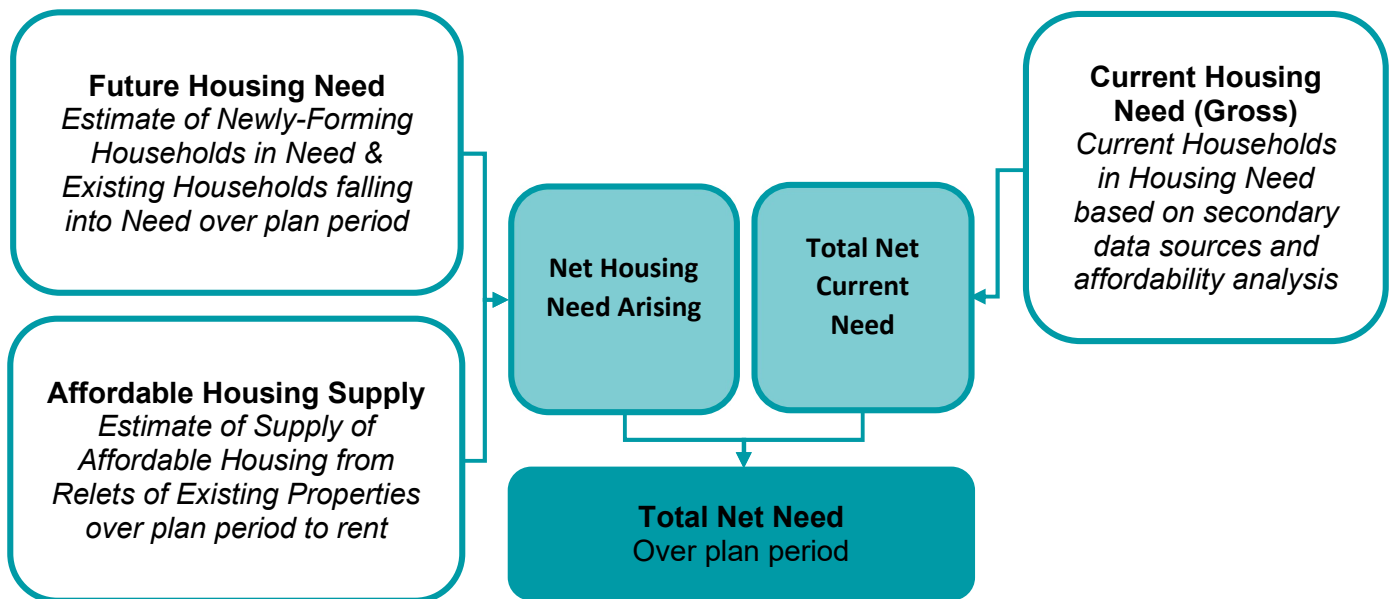 Future Housing Need
Estimate of Newly-Forming
Households in Need &
Existing Households falling
into Need over plan period
Affordable Housing Supply
Estimate of Supply of
Affordable Housing from
Relets of Existing Properties
over plan period to rent
Net Housing
Need Arising
Total Net
Current
Need
Current Housing
Need (Gross)
Current Households
in Housing Need
based on secondary
data sources and
affordability analysis
Total Net Need
Over plan period